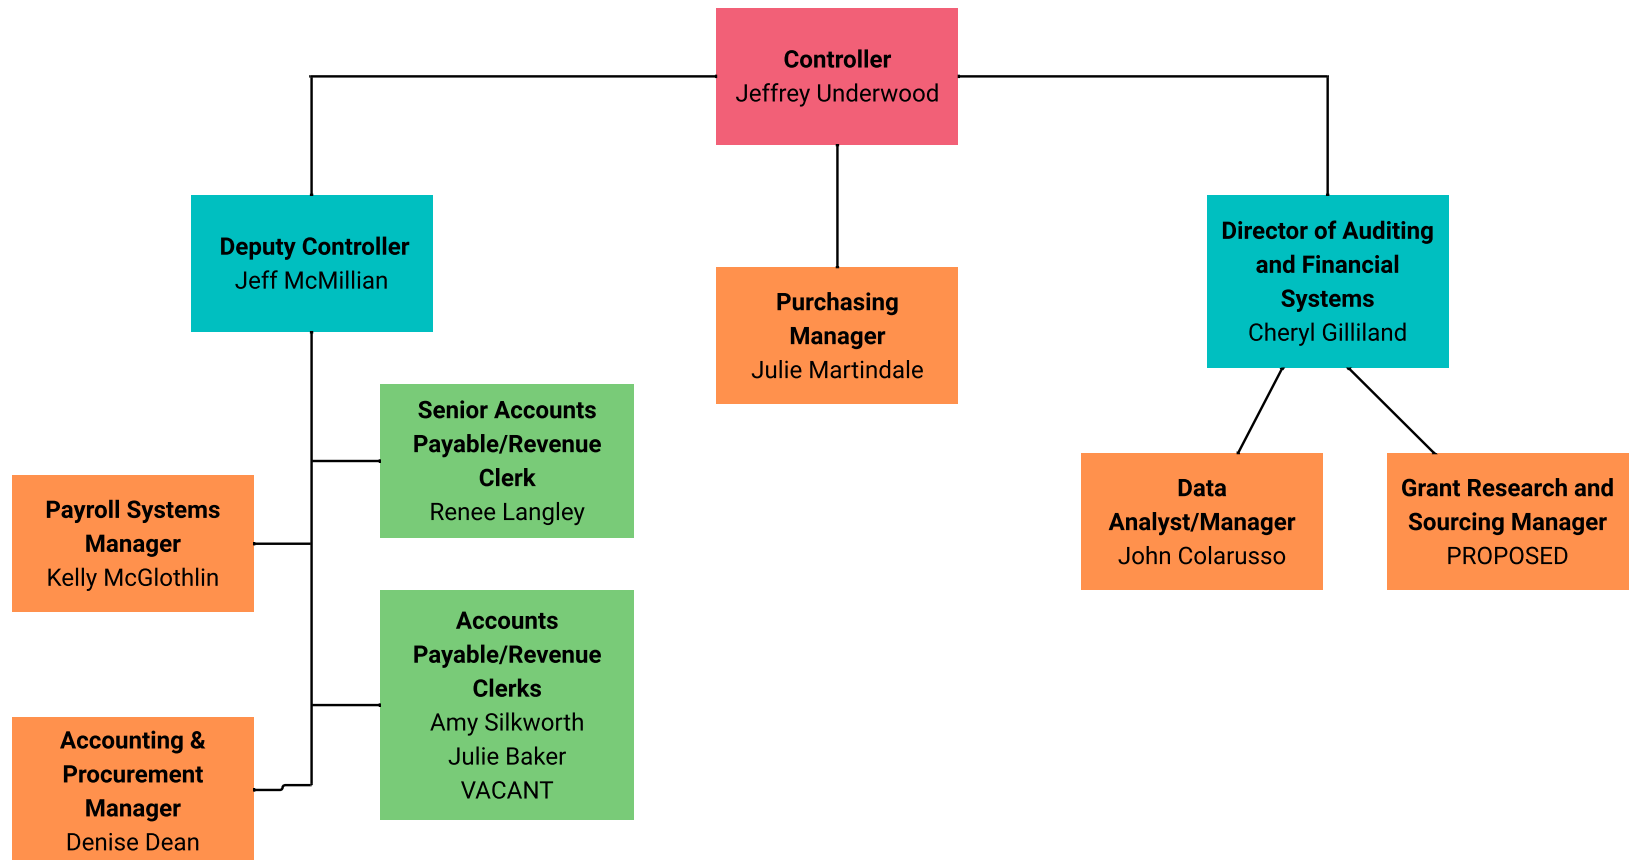 Controller
Jeffrey Underwood
Deputy Controller
Jeff McMillian
Purchasing
Manager
Julie Martindale
Director of Auditing
and Financial
Systems
Cheryl Gilliland
Senior Accounts
Payable/Revenue
Clerk
Renee Langley
Payroll Systems
Manager
Kelly McGlothlin
Accounts
Payable/Revenue
Clerks
Amy Silkworth
Julie Baker
VACANT
Accounting &
Procurement
Manager
Denise Dean
Data
Analyst/Manager
John Colarusso
Grant Research and
Sourcing Manager
PROPOSED